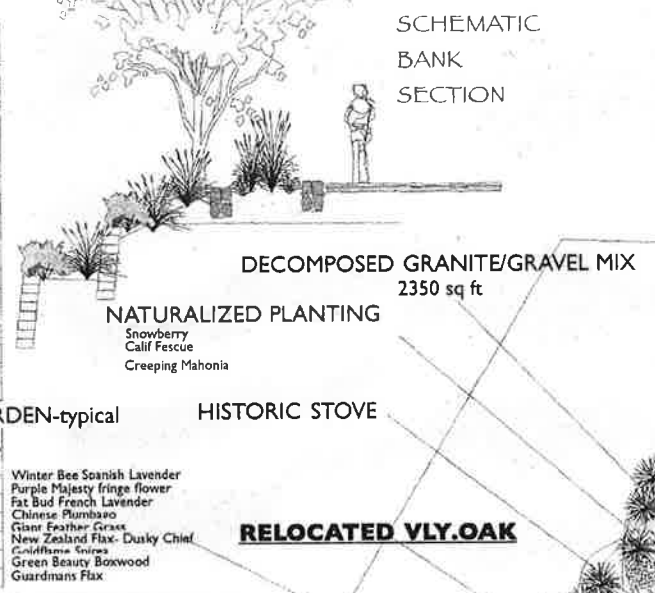 SCHEMATIC
BANK
SECTION
DECOMPOSED GRANITE/GRAVEL MIX
2350 sq ft
NATURALIZED PLANTING
Snowberry
Calif Fescue
Creeping Mahonia
RDEN-typical
HISTORIC STOVE
Winter Bee Spanish Lavender
Purple Majesty fringe flower
Fat Bud French Lavender
Chinese Plumbago
Giant Feather Grass
New Zealand Flax- Dusky Chief
Goldflame Spirea
Green Beauty Boxwood
Guardmans Flax
RELOCATED VLY.OAK